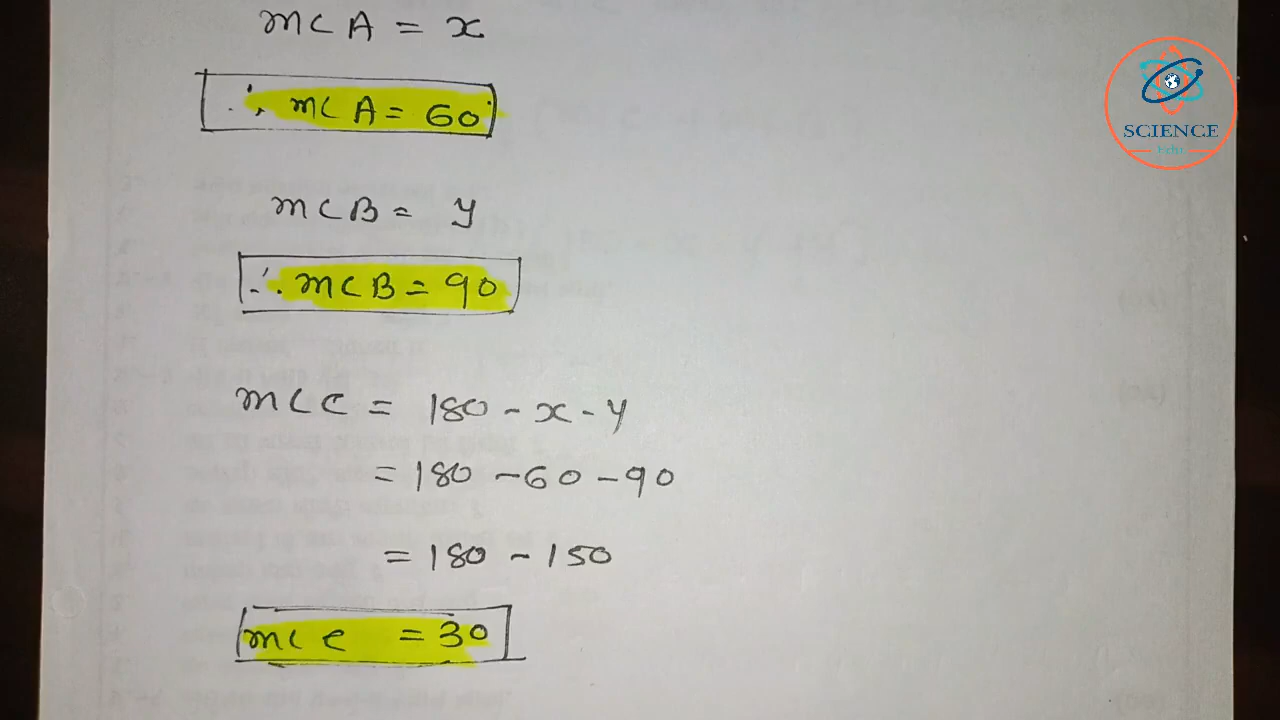 m∠A = x
∴ m∠A = 60
m∠B = y
∴ m∠B = 90
m∠C = 180 - x - y
= 180 - 60 - 90
= 180 - 150
m∠C = 30
SCIENCE